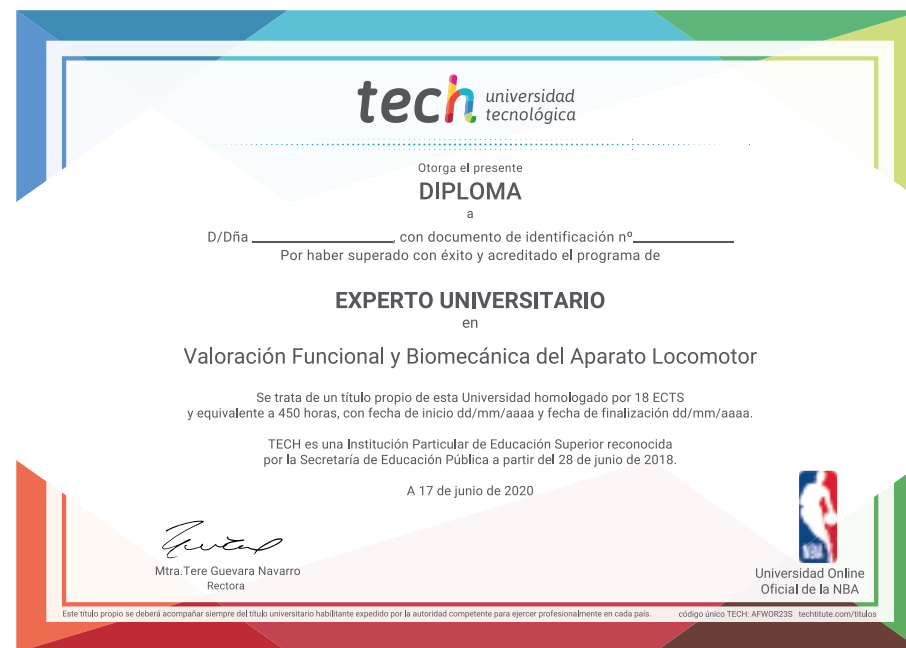 tech universidad
tecnológica
Otorga el presente
DIPLOMA
a
D/Dña ____________________, con documento de identificación nº______________
Por haber superado con éxito y acreditado el programa de
EXPERTO UNIVERSITARIO
en
Valoración Funcional y Biomecánica del Aparato Locomotor
Se trata de un título propio de esta Universidad homologado por 18 ECTS
y equivalente a 450 horas, con fecha de inicio dd/mm/aaaa y fecha de finalización dd/mm/aaaa.
TECH es una Institución Particular de Educación Superior reconocida
por la Secretaría de Educación Pública a partir del 28 de junio de 2018.
A 17 de junio de 2020
Mtra.Tere Guevara Navarro
Rectora
NBA
Universidad Online
Oficial de la NBA
Este título propio se deberá acompañar siempre del título universitario habilitante expedido por la autoridad competente para ejercer profesionalmente en cada país. código único TECH: AFWOR23S techtitute.com/titulos